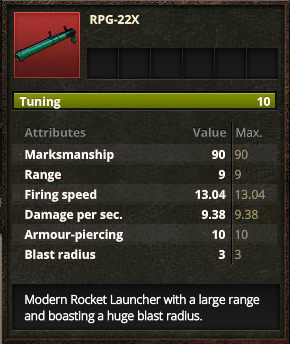 RPG-22X
Tuning 10
Attributes Value Max.
Marksmanship 90 90
Range 9 9
Firing speed 13.04 13.04
Damage per sec. 9.38 9.38
Armour-piercing 10 10
Blast radius 3 3
Modern Rocket Launcher with a large range
and boasting a huge blast radius.